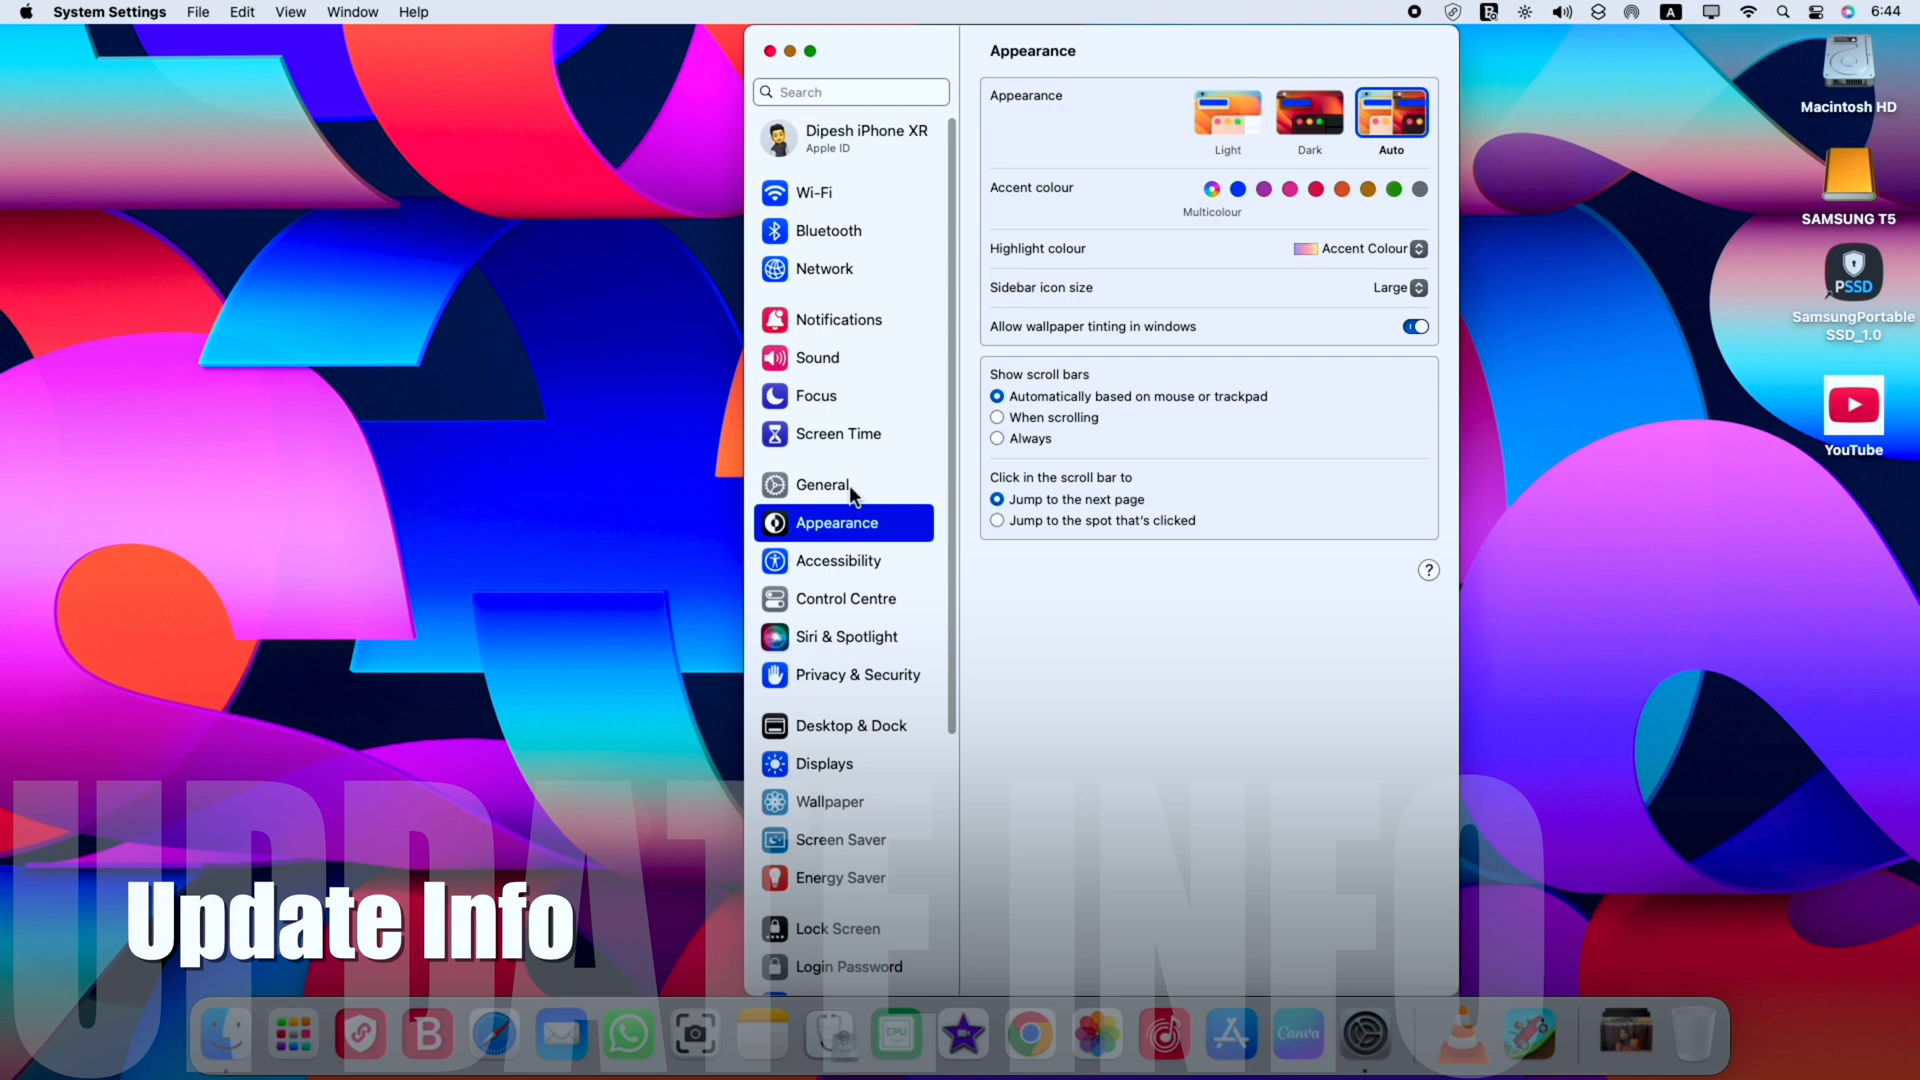 System Settings File Edit View Window Help
A
6:44
Search
Dipesh iPhone XR
Apple ID
Wi-Fi
Bluetooth
Network
Notifications
Sound
Focus
Screen Time
General
Appearance
Accessibility
Control Centre
Siri & Spotlight
Privacy & Security
Desktop & Dock
Displays
Wallpaper
Screen Saver
Energy Saver
Lock Screen
Login Password
Appearance
Appearance
Light
Dark
Auto
Accent colour
Multicolour
Highlight colour
Accent Colour
Sidebar icon size
Large
Allow wallpaper tinting in windows
Show scroll bars
Automatically based on mouse or trackpad
When scrolling
Always
Click in the scroll bar to
Jump to the next page
Jump to the spot that's clicked
?
Macintosh HD
SAMSUNG T5
PSSD
SamsungPortable
SSD_1.0
YouTube
UPDATE INFO
Update Info
B
CPU
Canva